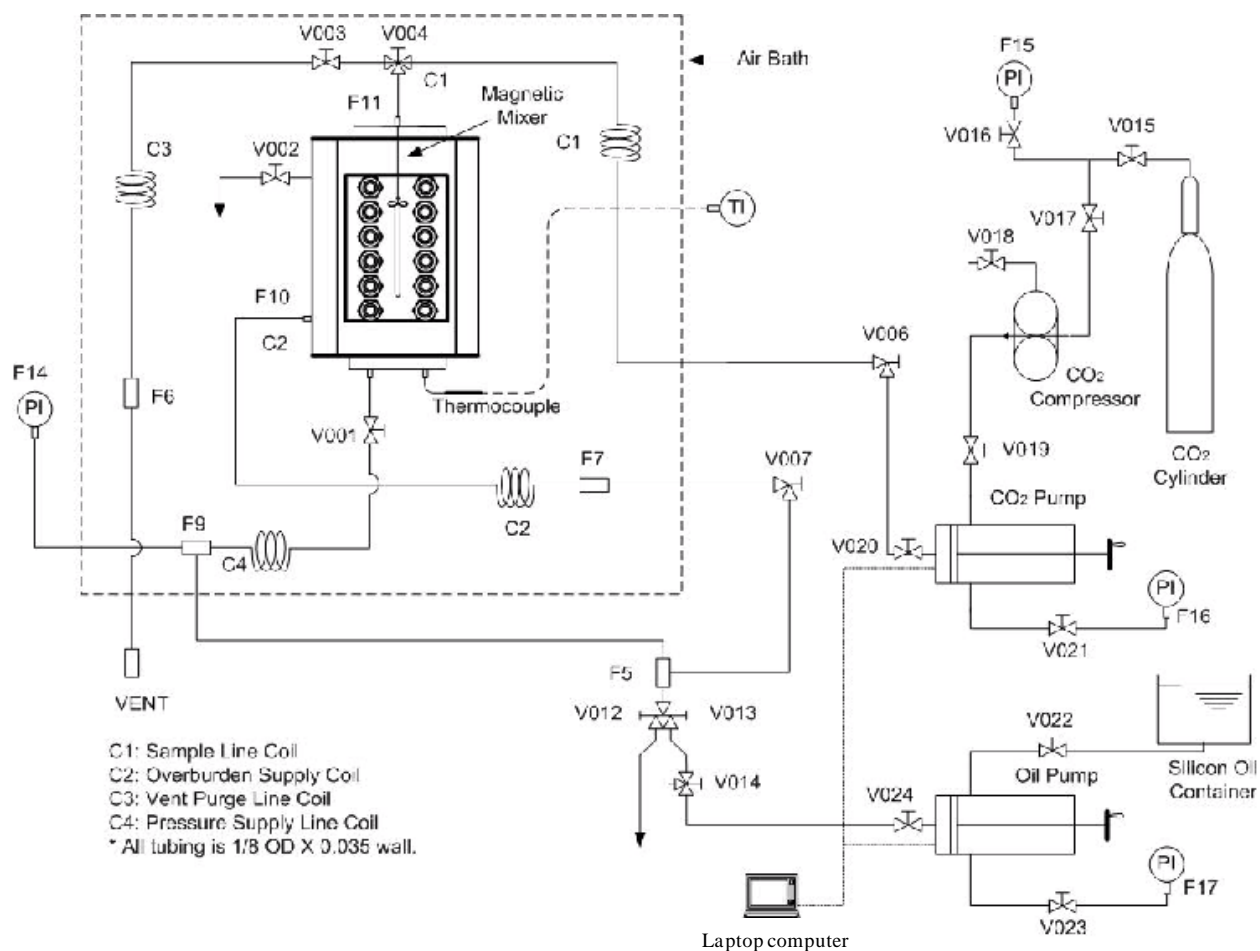 V003
V004
F15
PI
Air Bath
C1
F11
Magnetic
Mixer
V016
V015
C3
V002
C1
TI
V017
V018
F10
C2
V006
F14
PI
F6
Thermocouple
CO2
Compressor
V001
V019
CO2
Cylinder
F7
V007
CO2 Pump
F9
C2
V020
C4
PI
F16
F5
V021
VENT
V012
V013
V022
C1: Sample Line Coil
C2: Overburden Supply Coil
C3: Vent Purge Line Coil
C4: Pressure Supply Line Coil
* All tubing is 1/8 OD X 0.035 wall.
Oil Pump
Silicon Oil
Container
V014
V024
PI
F17
V023
Laptop computer